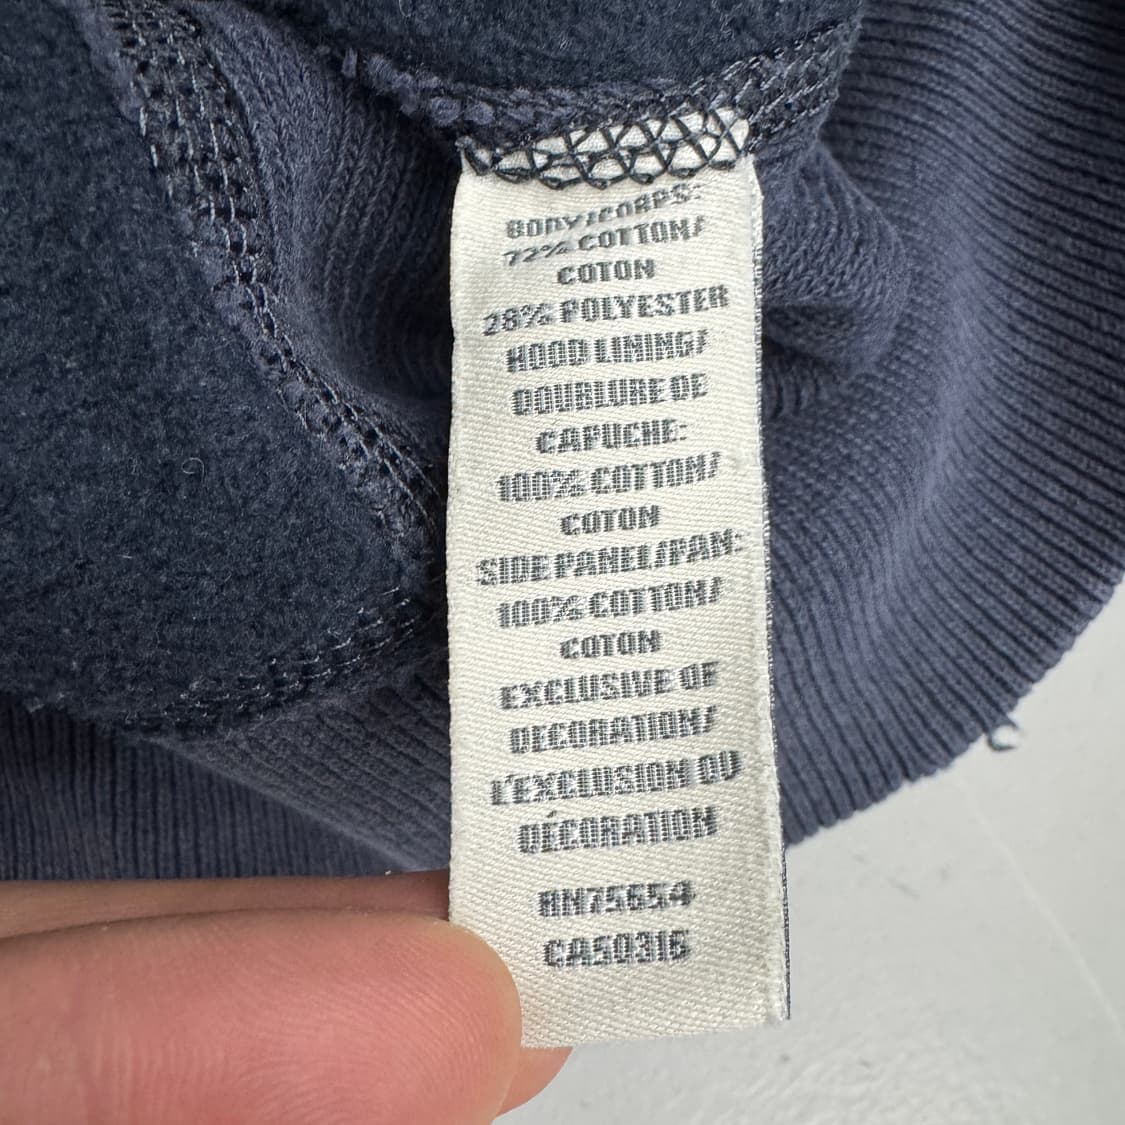 BODY/CORPS:
72% COTTON/
COTON
28% POLYESTER
HOOD LINING/
DOUBLURE DE
CAPUCHE:
100% COTTON/
COTON
SIDE PANEL/PAN:
100% COTTON/
COTON
EXCLUSIVE OF
DECORATION/
L'EXCLUSION DU
DÉCORATION
RN75654
CA50316